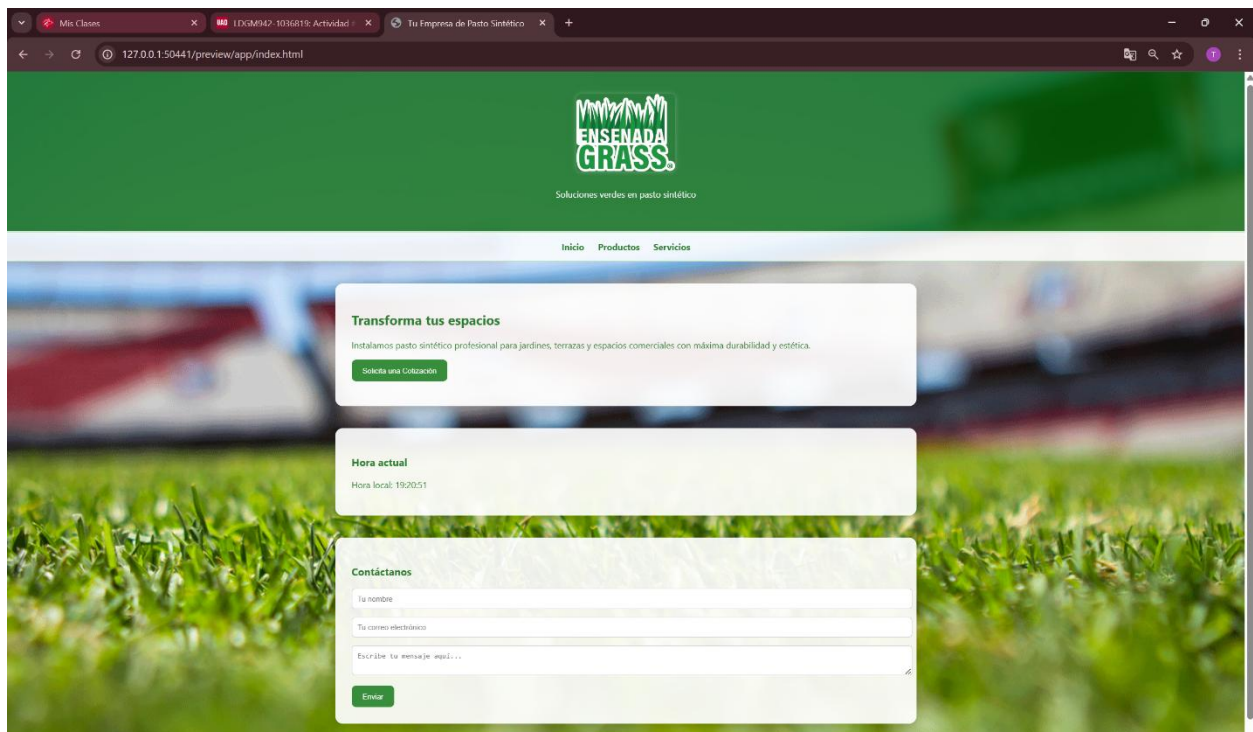 Mis Clases
UAD LDGM942-1036819: Actividad
Tu Empresa de Pasto Sintético
127.0.0.1:50441/preview/app/index.html
T
ENSENADA
GRASS®
Soluciones verdes en pasto sintético
Inicio Productos Servicios
Transforma tus espacios
Instalamos pasto sintético profesional para jardines, terrazas y espacios comerciales con máxima durabilidad y estética.
Solicita una Cotización
Hora actual
Hora local: 19:20:51
Contáctanos
Tu nombre
Tu correo electrónico
Escribe tu mensaje aquí...
Enviar